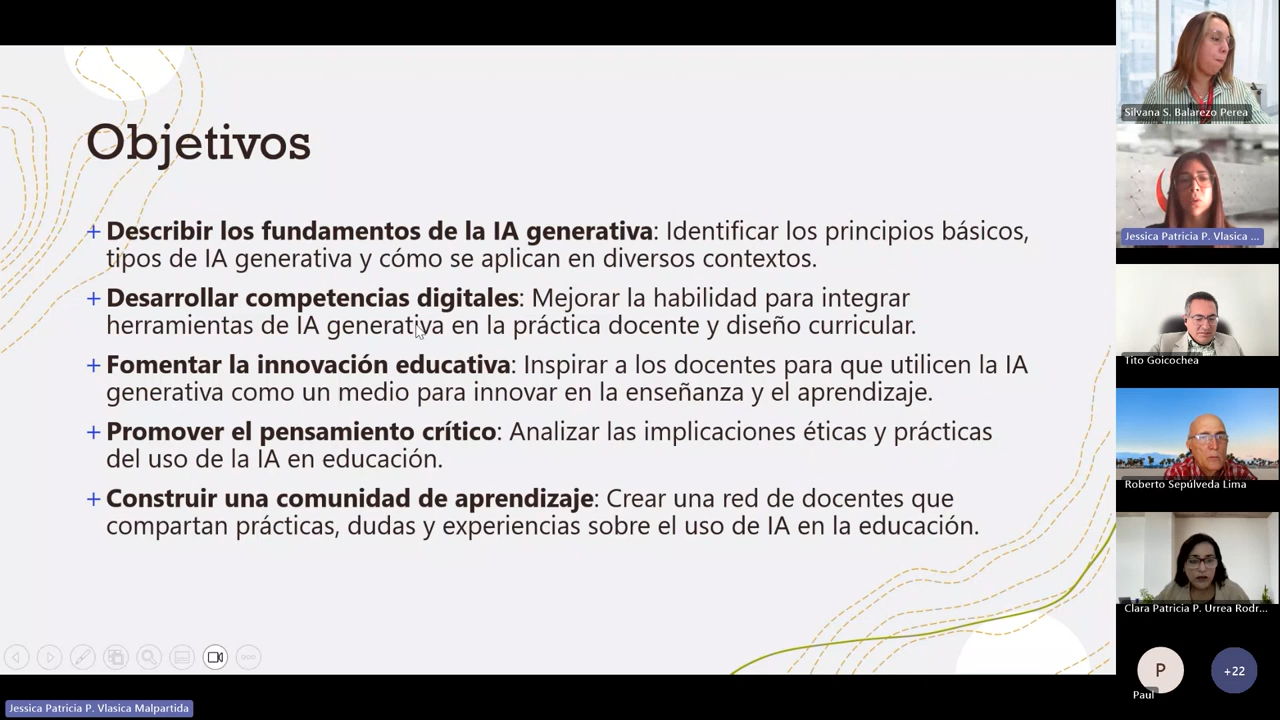 Objetivos
+ Describir los fundamentos de la IA generativa: Identificar los principios básicos,
tipos de IA generativa y cómo se aplican en diversos contextos.
+ Desarrollar competencias digitales: Mejorar la habilidad para integrar
herramientas de IA generativa en la práctica docente y diseño curricular.
+ Fomentar la innovación educativa: Inspirar a los docentes para que utilicen la IA
generativa como un medio para innovar en la enseñanza y el aprendizaje.
+ Promover el pensamiento crítico: Analizar las implicaciones éticas y prácticas
del uso de la IA en educación.
+ Construir una comunidad de aprendizaje: Crear una red de docentes que
compartan prácticas, dudas y experiencias sobre el uso de IA en la educación.
Jessica Patricia P. Vlasica Malpartida
Silvana S. Balarezo Perea
Jessica Patricia P. Vlasica ...
Tito Goicochea
Roberto Sepúlveda Lima
Clara Patricia P. Urrea Rodr...
P
Paul
+22